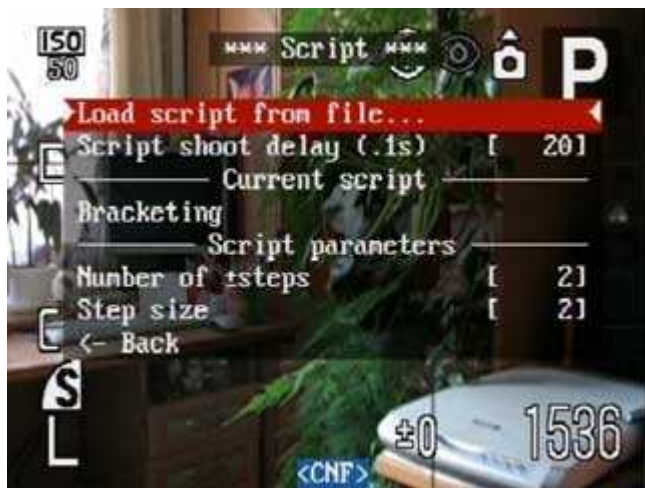 ISO
50
*** Script ***
P
Load script from file...
Script shoot delay (.1s) [ 20]
Current script
Bracketing
Script parameters
Number of ±steps [ 2]
Step size [ 2]
<- Back
S
L
±0
1536
<CNF>